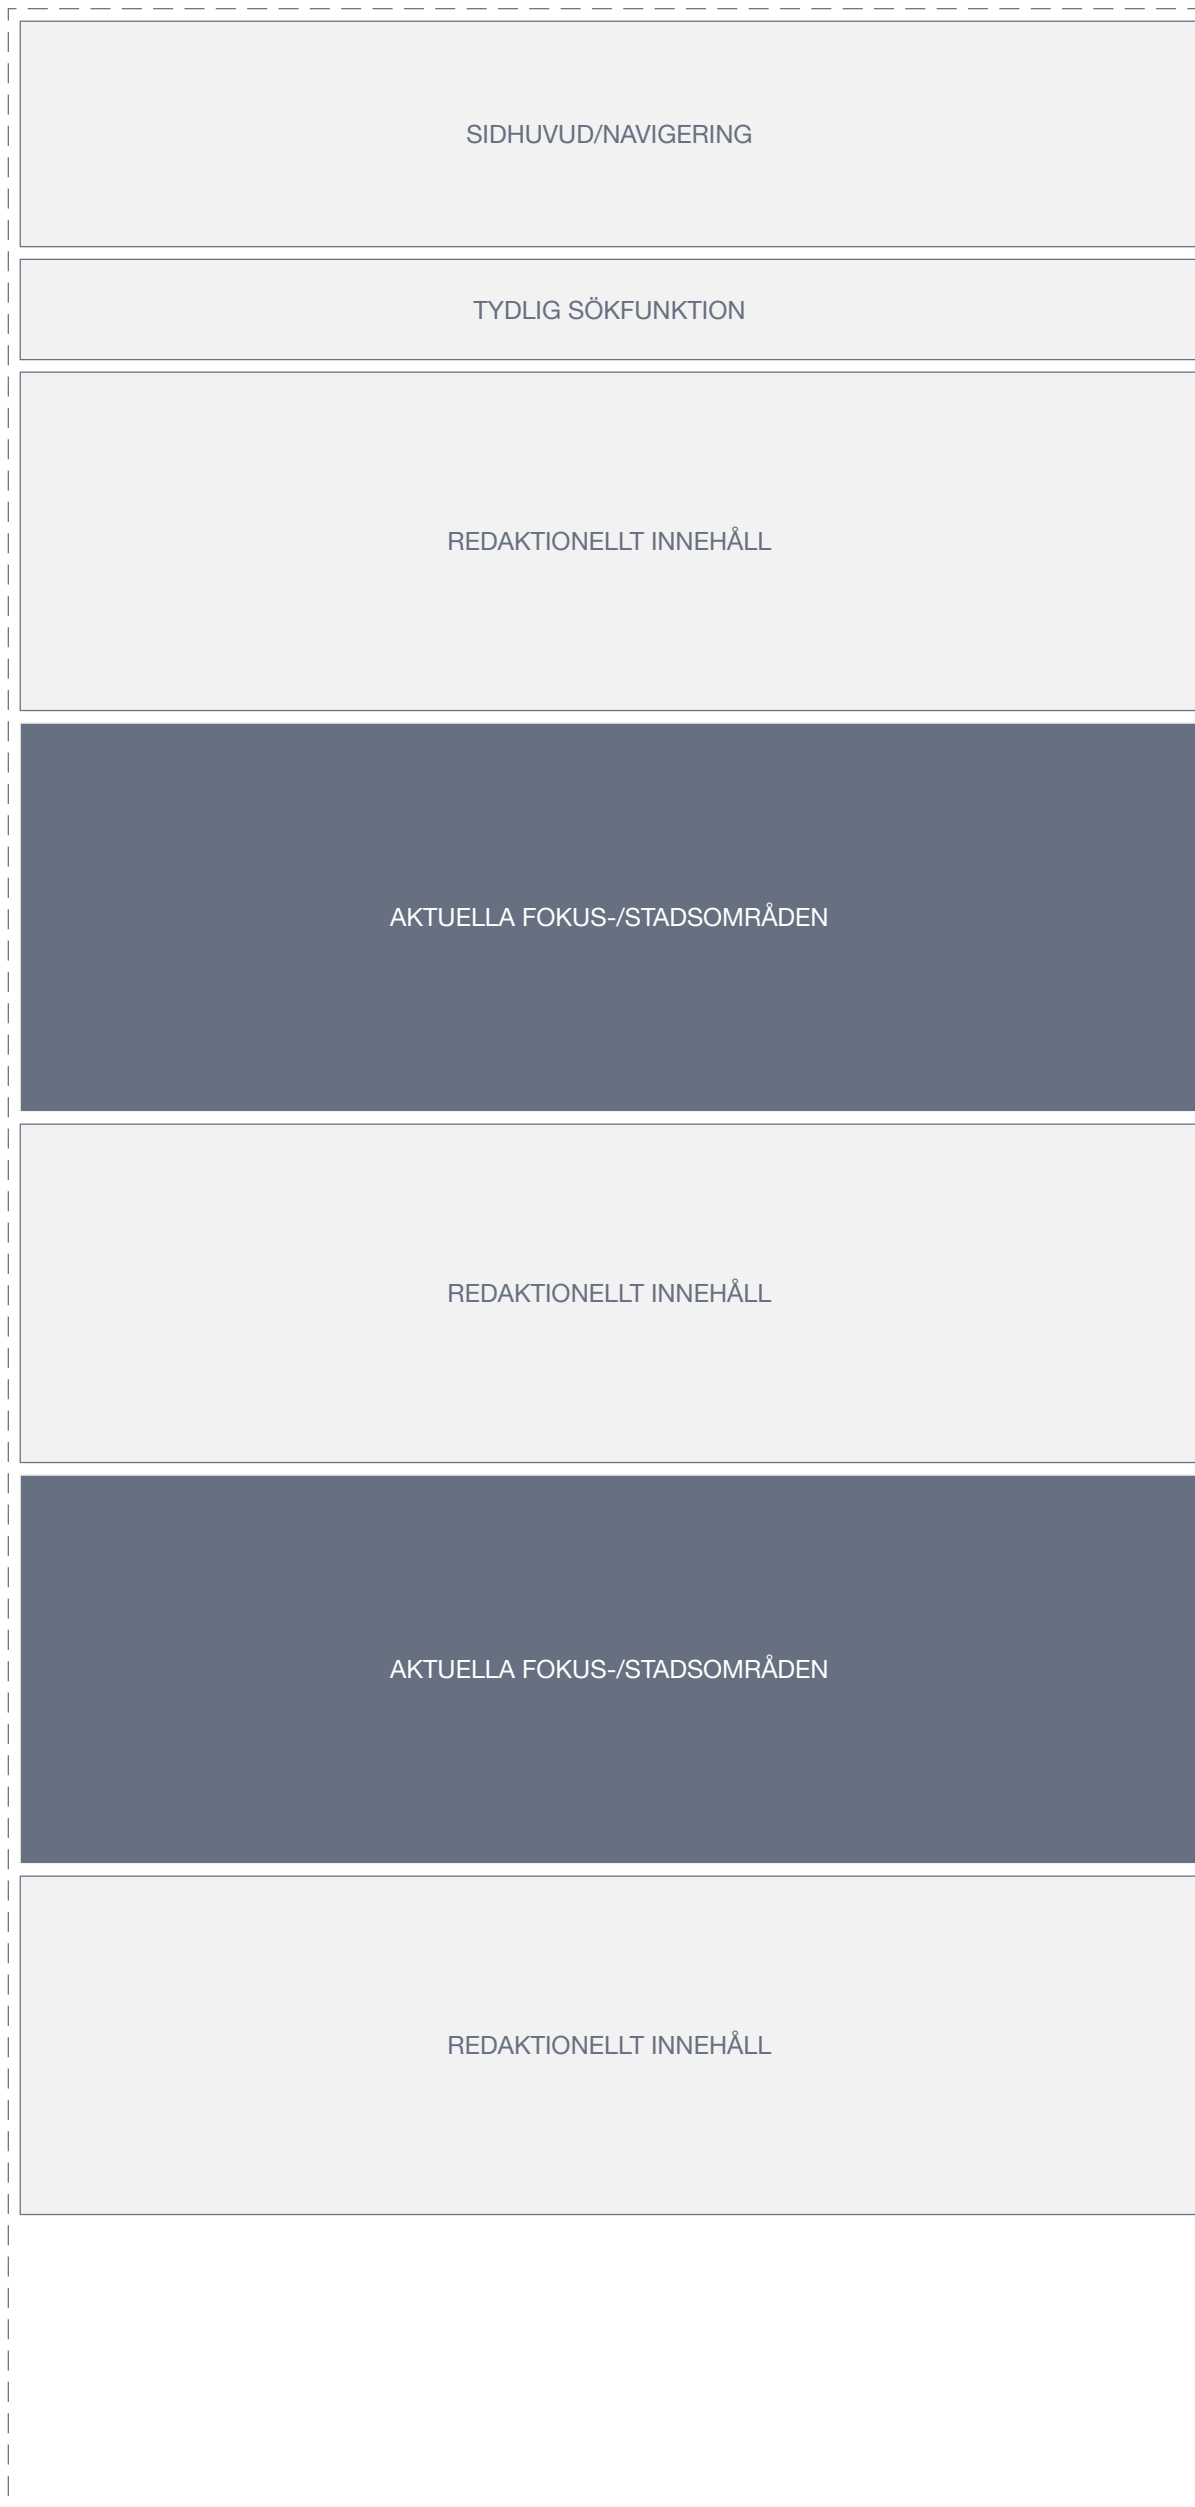 SIDHUVUD/NAVIGERING
TYDLIG SÖKFUNKTION
REDAKTIONELLT INNEHÅLL
AKTUELLA FOKUS-/STADSOMRÅDEN
REDAKTIONELLT INNEHÅLL
AKTUELLA FOKUS-/STADSOMRÅDEN
REDAKTIONELLT INNEHÅLL